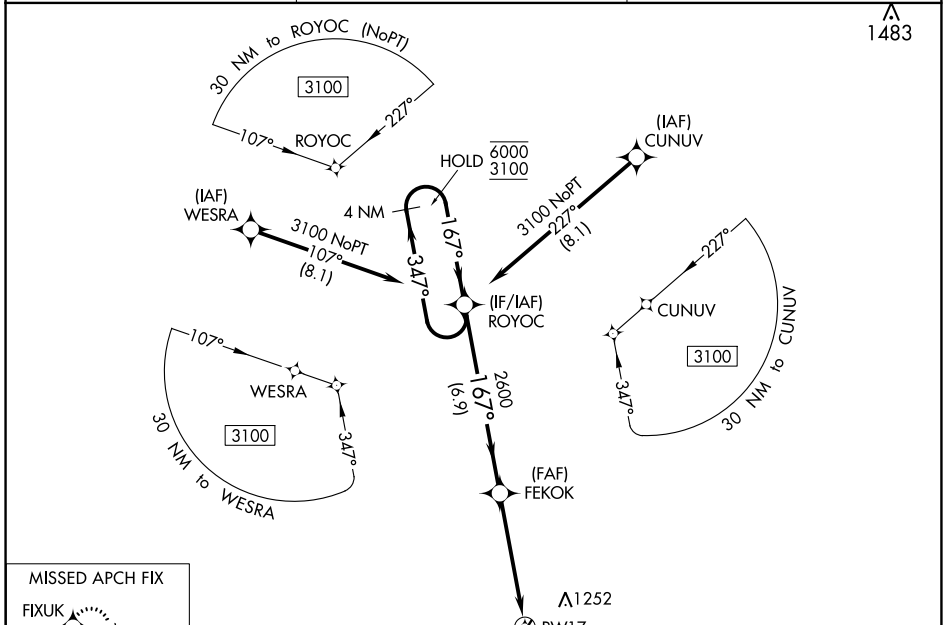 1483
30 NM to ROYOC (NoPT)
3100
107°
227°
ROYOC
(IAF)
CUNUV
HOLD
6000
3100
4 NM
(IAF)
WESRA
3100 NoPT
107°
(8.1)
3100 NoPT
227°
(8.1)
167°
347°
(IF/IAF)
ROYOC
227°
CUNUV
3100
347°
30 NM to CUNUV
107°
WESRA
3100
347°
30 NM to WESRA
2600
167°
(6.9)
(FAF)
FEKOK
MISSED APCH FIX
FIXUK
1252
RW17